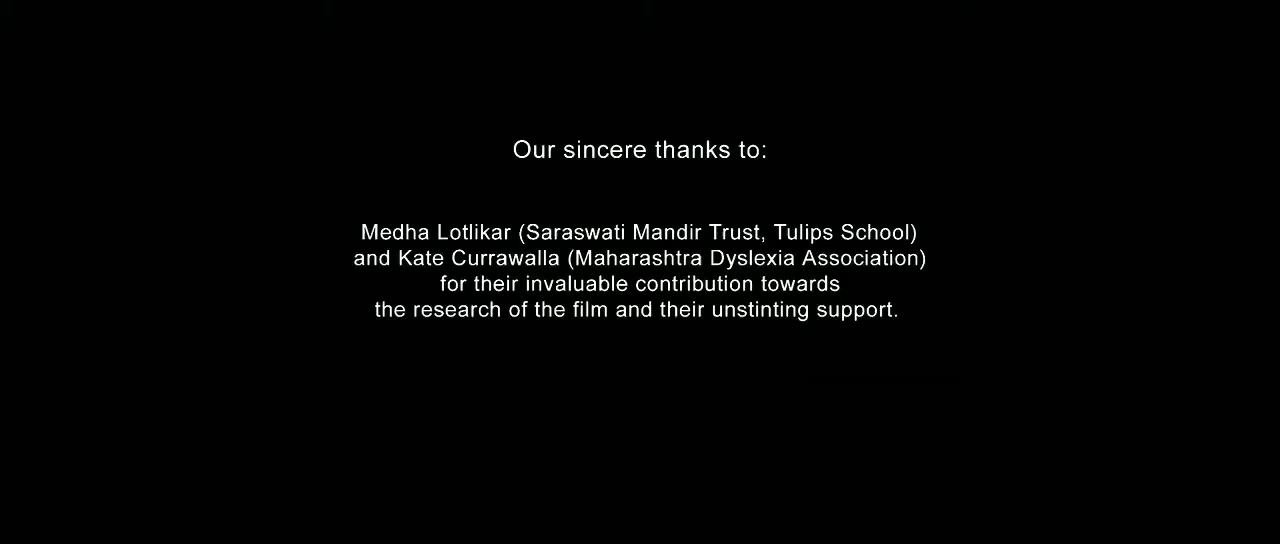 Our sincere thanks to:
Medha Lotlikar (Saraswati Mandir Trust, Tulips School)
and Kate Currawalla (Maharashtra Dyslexia Association)
for their invaluable contribution towards
the research of the film and their unstinting support.